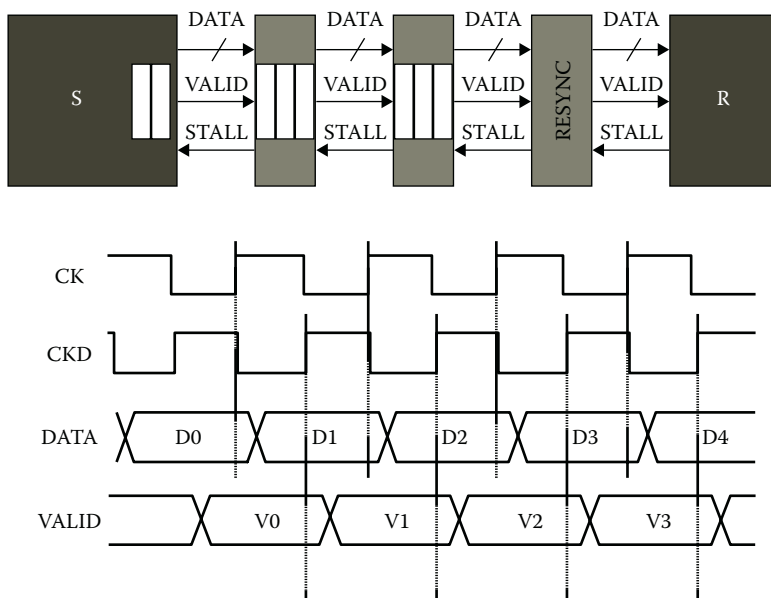 DATA DATA DATA DATA
S VALID VALID VALID RESYNC VALID R
STALL STALL STALL STALL
CK
CKD
DATA D0 D1 D2 D3 D4
VALID V0 V1 V2 V3